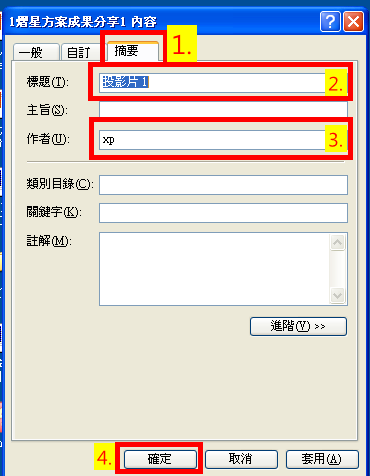 1熠星方案成果分享1 內容
一般 自訂 摘要 1.
標題(T): 投影片 1 2.
主旨(S):
作者(U): xp 3.
類別目錄(C):
關鍵字(K):
註解(M):
進階(V) >>
4. 確定 取消 套用(A)